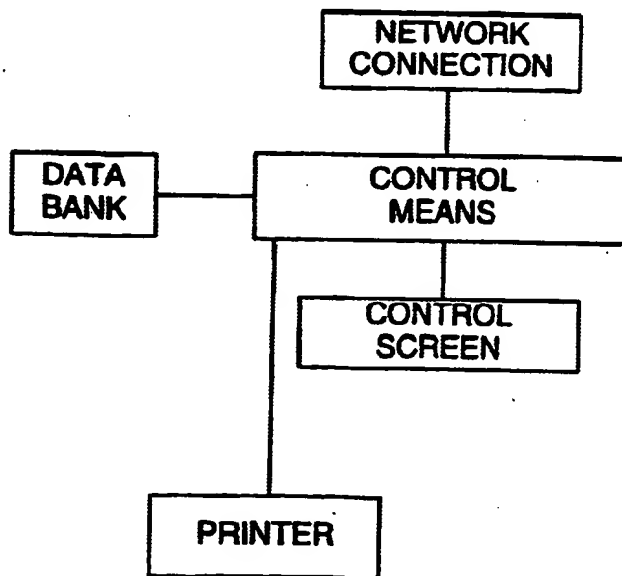 NETWORK
CONNECTION
DATA
BANK
CONTROL
MEANS
CONTROL
SCREEN
PRINTER